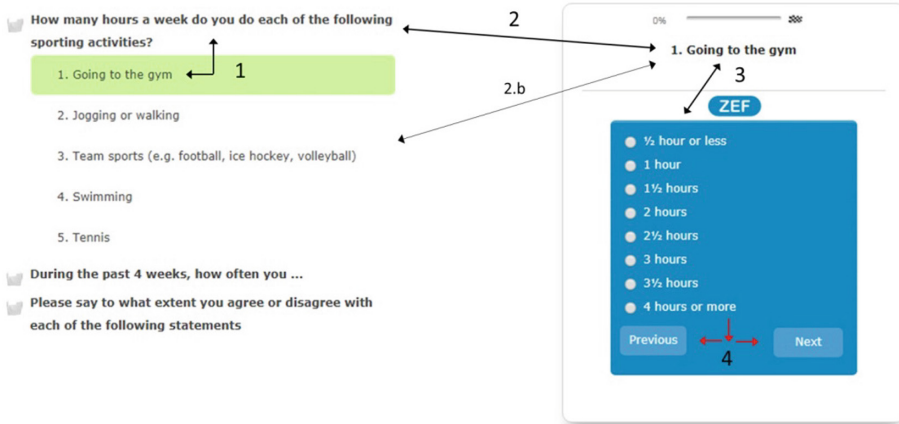 How many hours a week do you do each of the following
sporting activities?
1. Going to the gym
2. Jogging or walking
3. Team sports (e.g. football, ice hockey, volleyball)
4. Swimming
5. Tennis
During the past 4 weeks, how often you ...
Please say to what extent you agree or disagree with
each of the following statements
1
2
2.b
0%
1. Going to the gym
3
ZEF
½ hour or less
1 hour
1½ hours
2 hours
2½ hours
3 hours
3½ hours
4 hours or more
Previous
Next
4